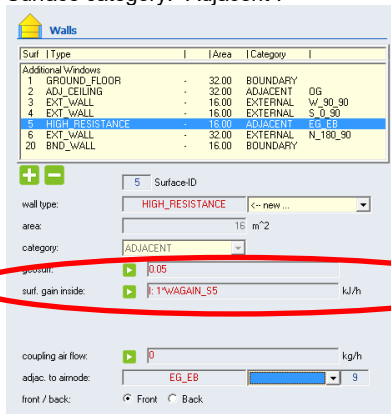 Surface category: "Adjacent":
Walls
Surf | Type | | Area | Category |
Additional Windows
1 GROUND_FLOOR - 32.00 BOUNDARY
2 ADJ_CEILING - 32.00 ADJACENT OG
3 EXT_WALL - 16.00 EXTERNAL W_90_90
4 EXT_WALL - 16.00 EXTERNAL S_0_90
5 HIGH_RESISTANCE - 16.00 ADJACENT EG_EB
6 EXT_WALL - 32.00 EXTERNAL N_180_90
20 BND_WALL - 16.00 BOUNDARY
5 Surface-ID
wall type: HIGH_RESISTANCE <-- new ...
area: 16 m^2
category: ADJACENT
geosurf: 0.05
surf. gain inside: I: 1*WAGAIN_S5 kJ/h
coupling air flow: 0 kg/h
adjac. to airnode: EG_EB 9
front / back: Front Back